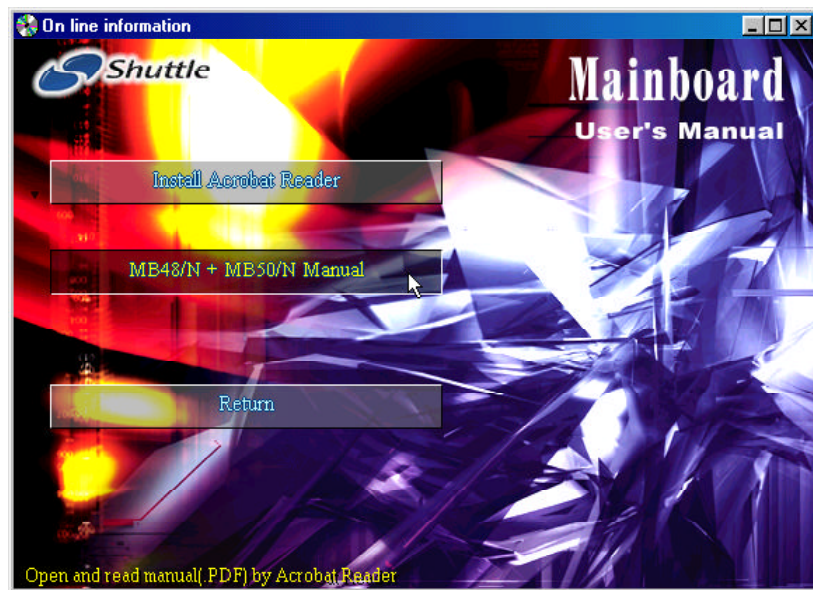 On line information
Shuttle
Mainboard
User's Manual
Install Acrobat Reader
MB48/N + MB50/N Manual
Return
Open and read manual(.PDF) by Acrobat Reader